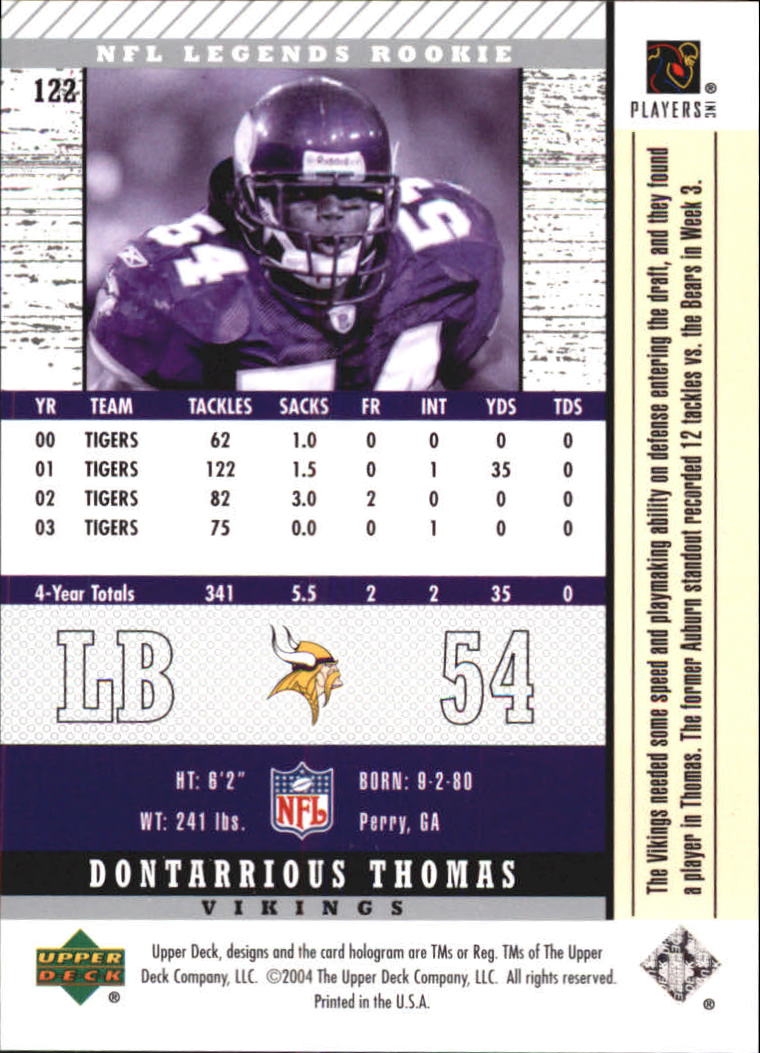 NFL LEGENDS ROOKIE
122
Riddell
54
54
54
YR TEAM TACKLES SACKS FR INT YDS TDS
00 TIGERS 62 1.0 0 0 0 0
01 TIGERS 122 1.5 0 1 35 0
02 TIGERS 82 3.0 2 0 0 0
03 TIGERS 75 0.0 0 1 0 0
4-Year Totals 341 5.5 2 2 35 0
LB 54
HT: 6'2" NFL BORN: 9-2-80
WT: 241 lbs. Perry, GA
DONTARRIOUS THOMAS
VIKINGS
UPPER DECK ®
Upper Deck, designs and the card hologram are TMs or Reg. TMs of The Upper
Deck Company, LLC. ©2004 The Upper Deck Company, LLC. All rights reserved.
Printed in the U.S.A.
PLAYERS INC ®
The Vikings needed some speed and playmaking ability on defense entering the draft, and they found
a player in Thomas. The former Auburn standout recorded 12 tackles vs. the Bears in Week 3.
®